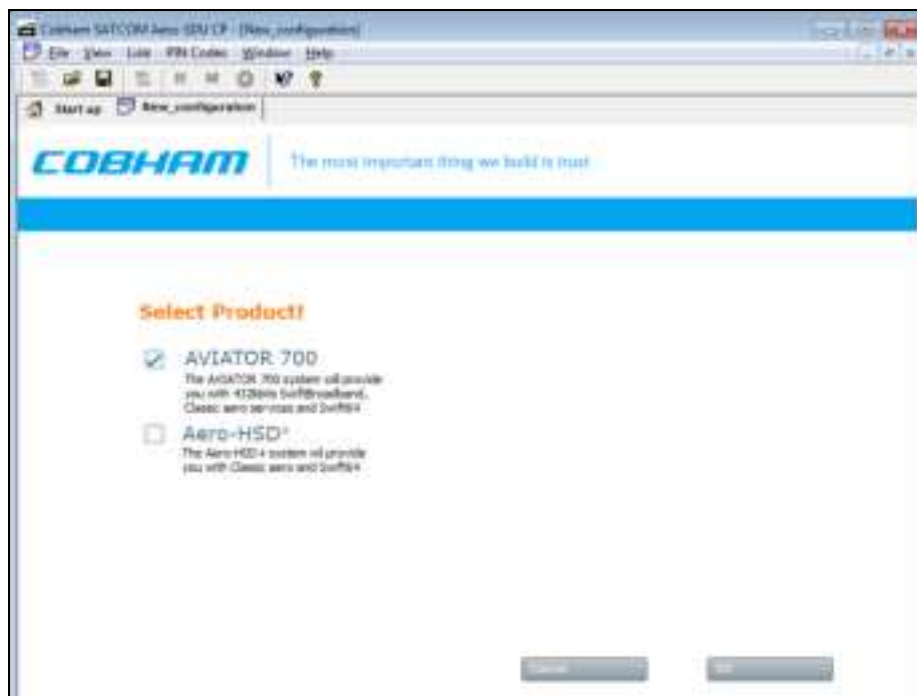 Cobham SATCOM Aero SDU CP - [New_configuration]
File View Link PIN Codes Window Help
Start up New_configuration
COBHAM
The most important thing we build is trust
Select Product!
AVIATOR 700
The AVIATOR 700 system will provide
you with 432kbits SwiftBroadband,
Classic aero services and Swift64
Aero-HSD+
The Aero-HSD+ system will provide
you with Classic aero and Swift64
Cancel